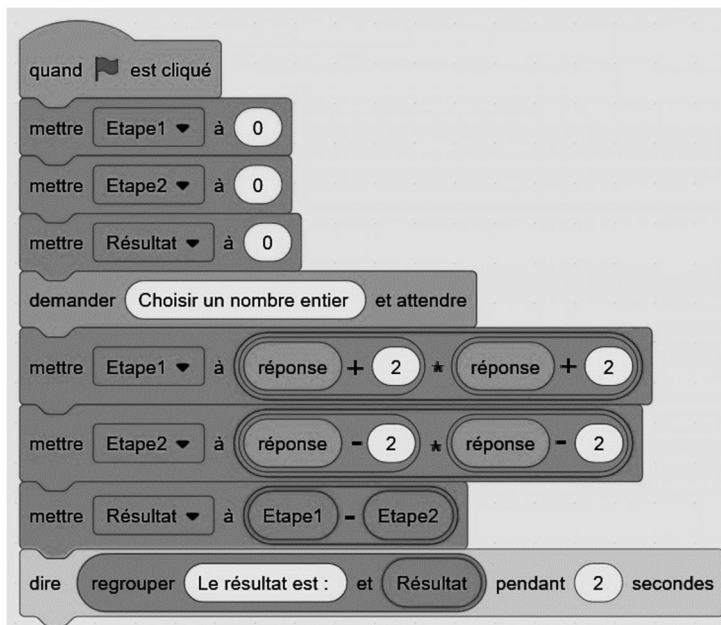 quand est cliqué
mettre Etape1 à 0
mettre Etape2 à 0
mettre Résultat à 0
demander Choisir un nombre entier et attendre
mettre Etape1 à réponse + 2 * réponse + 2
mettre Etape2 à réponse - 2 * réponse - 2
mettre Résultat à Etape1 - Etape2
dire regrouper Le résultat est : et Résultat pendant 2 secondes